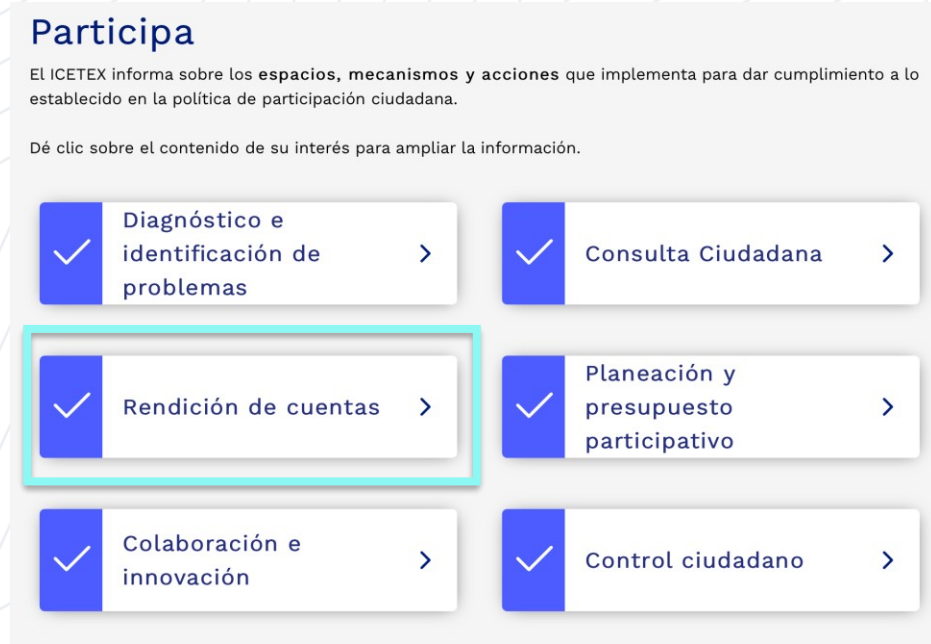 Participa
El ICETEX informa sobre los espacios, mecanismos y acciones que implementa para dar cumplimiento a lo
establecido en la política de participación ciudadana.
Dé clic sobre el contenido de su interés para ampliar la información.
Diagnóstico e
identificación de
problemas
Consulta Ciudadana
Rendición de cuentas
Planeación y
presupuesto
participativo
Colaboración e
innovación
Control ciudadano